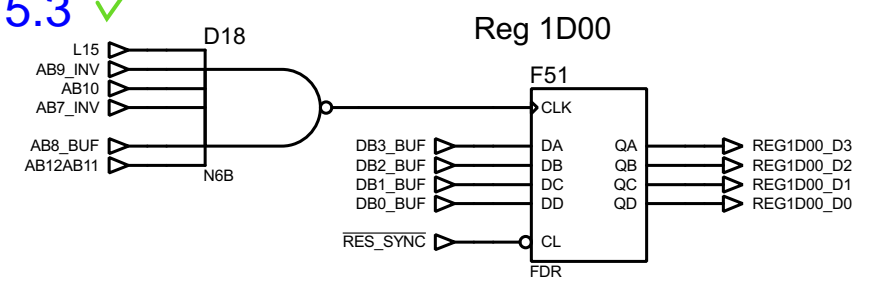 5.3 ✓
D18
L15
AB9_INV
AB10
AB7_INV
AB8_BUF
AB12AB11
N6B
Reg 1D00
F51
CLK
DB3_BUF DA QA REG1D00_D3
DB2_BUF DB QB REG1D00_D2
DB1_BUF DC QC REG1D00_D1
DB0_BUF DD QD REG1D00_D0
RES_SYNC CL
FDR